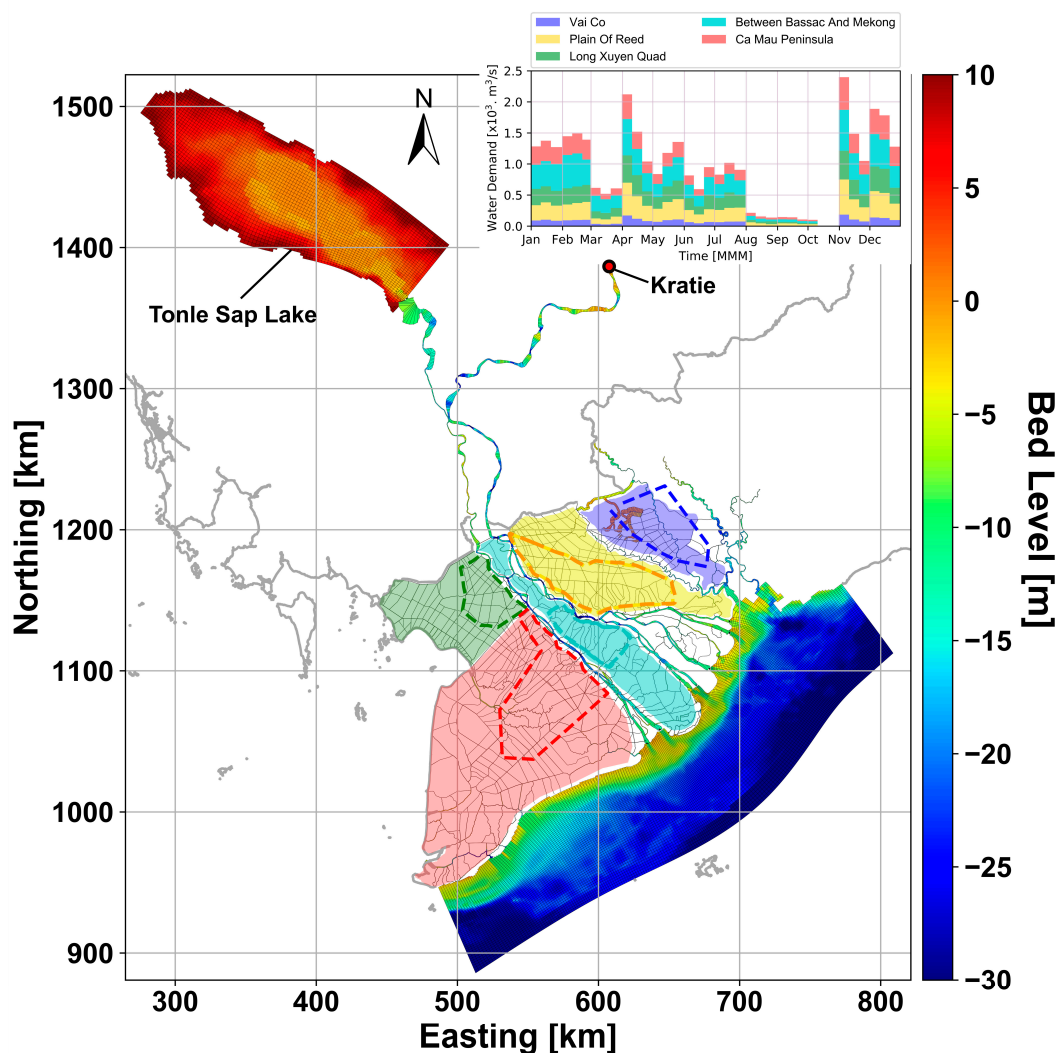 Vai Co
Plain Of Reed
Long Xuyen Quad
Between Bassac And Mekong
Ca Mau Peninsula
Water Demand [x10³. m³/s]
2.5
2.0
1.5
1.0
0.5
0.0
Jan Feb Mar Apr May Jun Jul Aug Sep Oct Nov Dec
Time [MMM]
N
Tonle Sap Lake
Kratie
Northing [km]
1500
1400
1300
1200
1100
1000
900
300 400 500 600 700 800
Easting [km]
10
5
0
−5
−10
−15
−20
−25
−30
Bed Level [m]